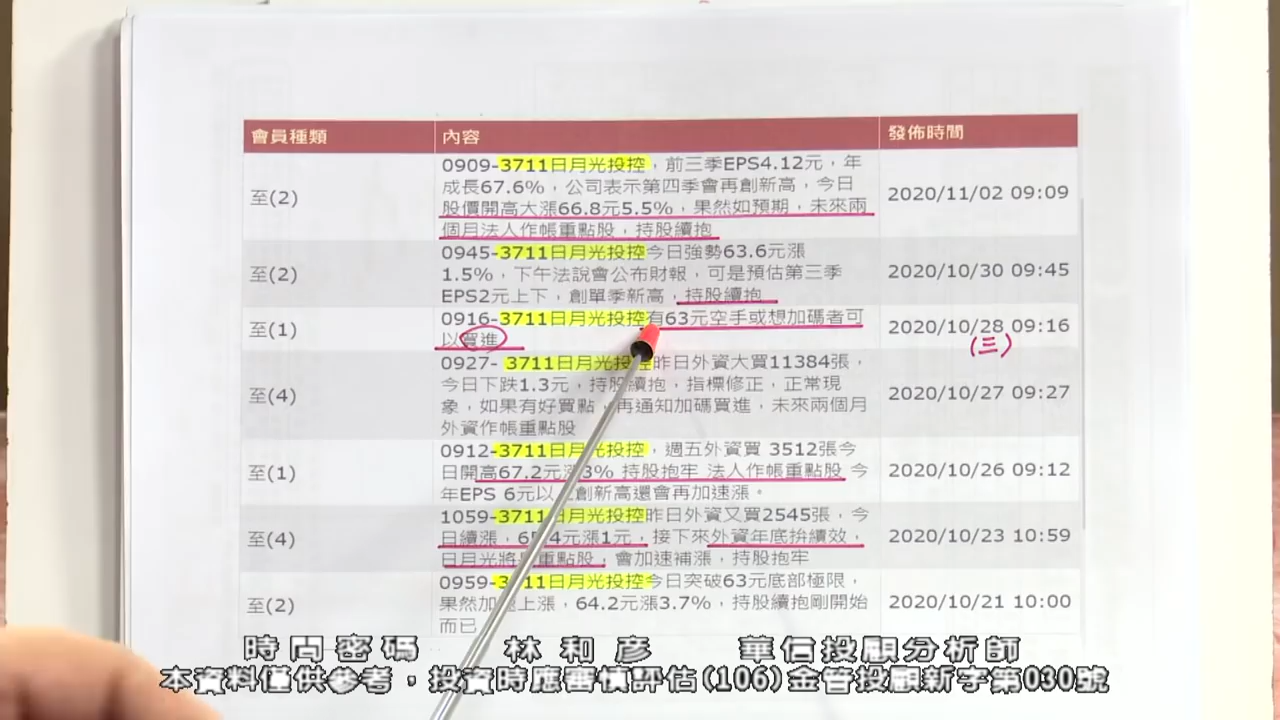 會員種類
內容
發佈時間
至(2)
0909-3711日月光投控，前三季EPS4.12元，年
成長67.6%，公司表示第四季會再創新高，今日
股價開高大漲66.8元5.5%，果然如預期，未來兩
個月法人作帳重點股，持股續抱
2020/11/02 09:09
至(2)
0945-3711日月光投控今日強勢63.6元漲
1.5%，下午法說會公布財報，可是預估第三季
EPS2元上下，創單季新高，持股續抱
2020/10/30 09:45
至(1)
0916-3711日月光投控有63元空手或想加碼者可
以買進
2020/10/28 09:16
(三)
至(4)
0927- 3711日月光投控昨日外資大買11384張，
今日下跌1.3元，持股續抱，指標修正，正常現
象，如果有好買點，再通知加碼買進，未來兩個月
外資作帳重點股
2020/10/27 09:27
至(1)
0912-3711日月光投控，週五外資買 3512張今
日開高67.2元漲3% 持股抱牢 法人作帳重點股 今
年EPS 6元以 創新高還會再加速漲。
2020/10/26 09:12
至(4)
1059-3711日月光投控昨日外資又買2545張，今
日續漲，6 4元漲1元，接下來外資年底拚績效，
日月光將 重點股，會加速補漲，持股抱牢
2020/10/23 10:59
至(2)
0959-3711日月光投控今日突破63元底部極限，
果然加 上漲，64.2元漲3.7%，持股續抱剛開始
而已
2020/10/21 10:00
時間密碼 林和彥 華信投顧分析師
本資料僅供參考，投資時應審慎評估(106)金管投顧新字第030號